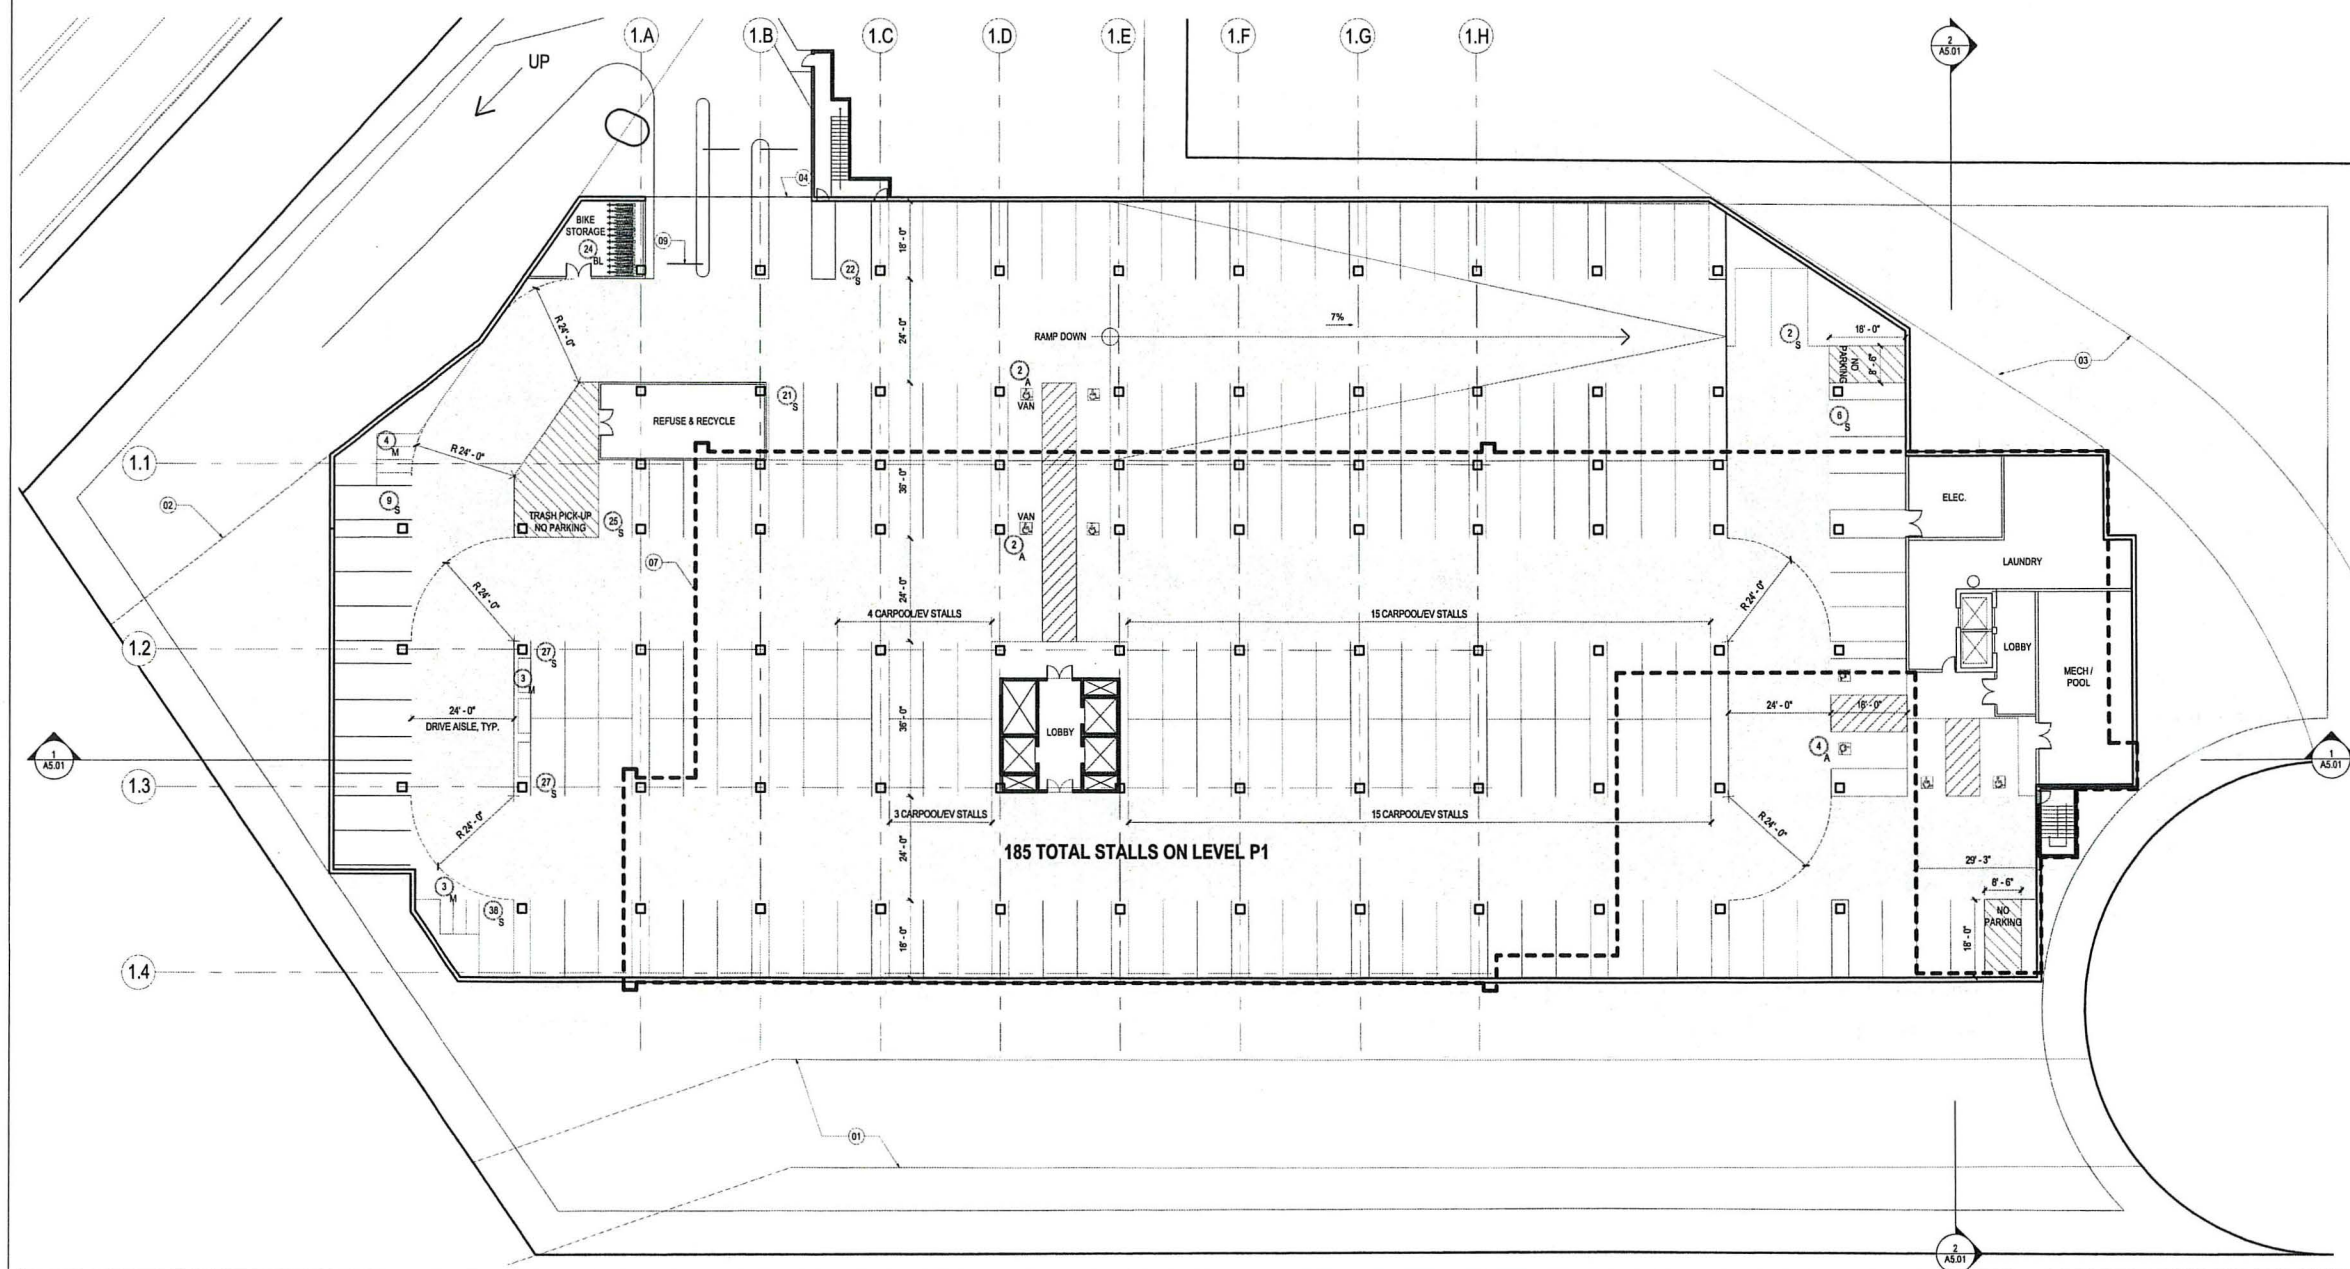 1.A
1.B
1.C
1.D
1.E
1.F
1.G
1.H
2
A5.01
UP
04
BIKE
STORAGE
24
BL
09
22
S
18' - 0"
R 24' - 0"
24' - 0"
RAMP DOWN
7%
2
S
18' - 0"
NO
PARKING
8' - 6"
03
2
A
VAN
21
S
REFUSE & RECYCLE
6
S
4
M
R 24' - 0"
1.1
36' - 0"
9
S
02
TRASH PICK-UP
NO PARKING
25
S
VAN
2
A
ELEC.
07
LAUNDRY
R 24' - 0"
24' - 0"
R 24' - 0"
4 CARPOOL/EV STALLS
15 CARPOOL/EV STALLS
1.2
27
S
LOBBY
MECH /
POOL
3
M
24' - 0"
DRIVE AISLE, TYP.
36' - 0"
LOBBY
24' - 0"
18' - 0"
4
A
1
A5.01
1
A5.01
1.3
27
S
3 CARPOOL/EV STALLS
15 CARPOOL/EV STALLS
R 24' - 0"
24' - 0"
R 24' - 0"
185 TOTAL STALLS ON LEVEL P1
29' - 3"
3
M
38
S
8' - 6"
NO
PARKING
18' - 0"
18' - 0"
1.4
01
2
A5.01